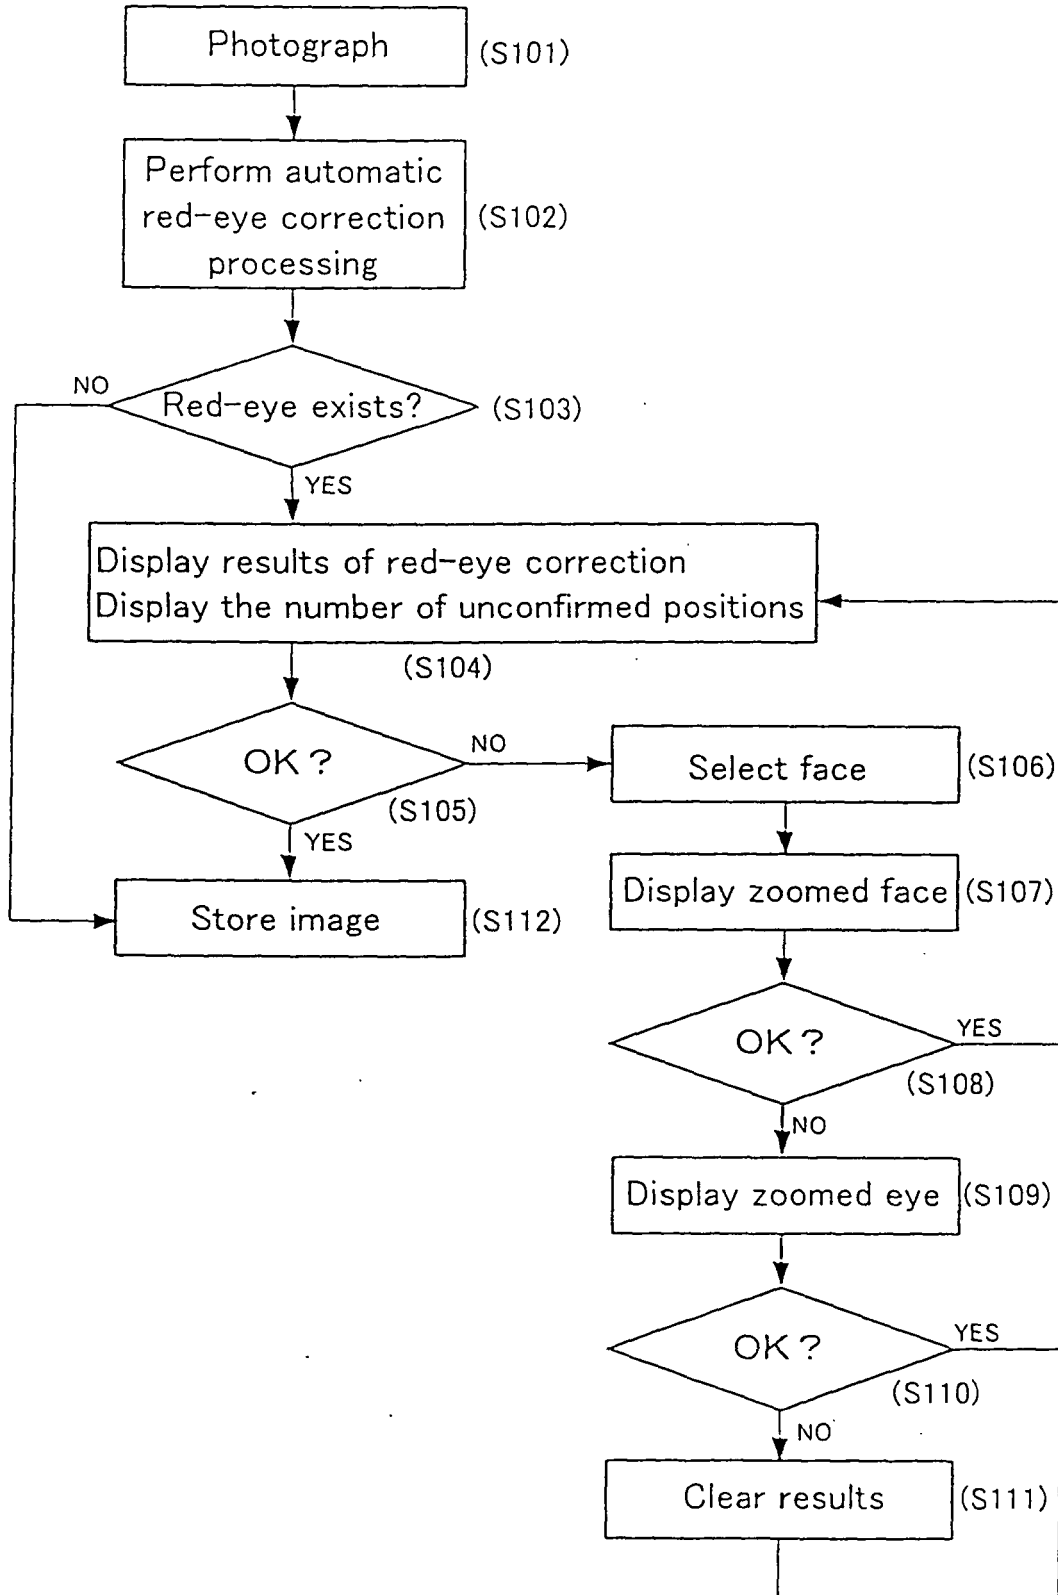 Photograph
(S101)
Perform automatic
red-eye correction
processing
(S102)
Red-eye exists?
(S103)
NO
YES
Display results of red-eye correction
Display the number of unconfirmed positions
(S104)
OK?
(S105)
NO
YES
Select face
(S106)
Display zoomed face
(S107)
Store image
(S112)
OK?
YES
(S108)
NO
Display zoomed eye
(S109)
OK?
YES
(S110)
NO
Clear results
(S111)